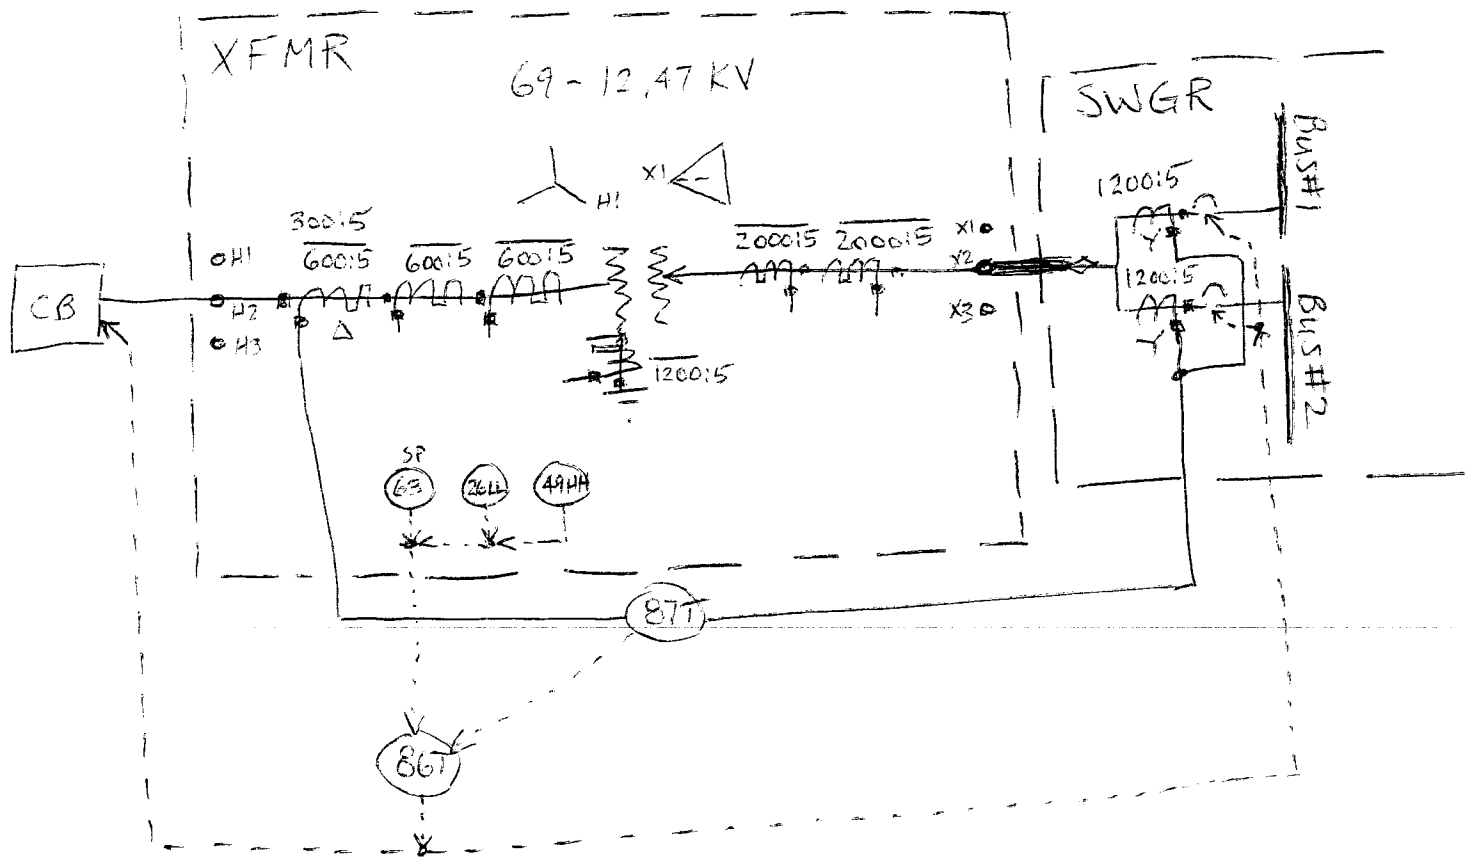 XFMR
69-12.47 KV
SWGR
Bus#1
X1
H1
1200:5
Y
300:5
600:5
600:5
600:5
2000:5
2000:5
H1
X1
CB
H2
X2
1200:5
Y
H3
X3
Δ
1200:5
Bus#2
SP
63
26LL
49HH
87T
86T